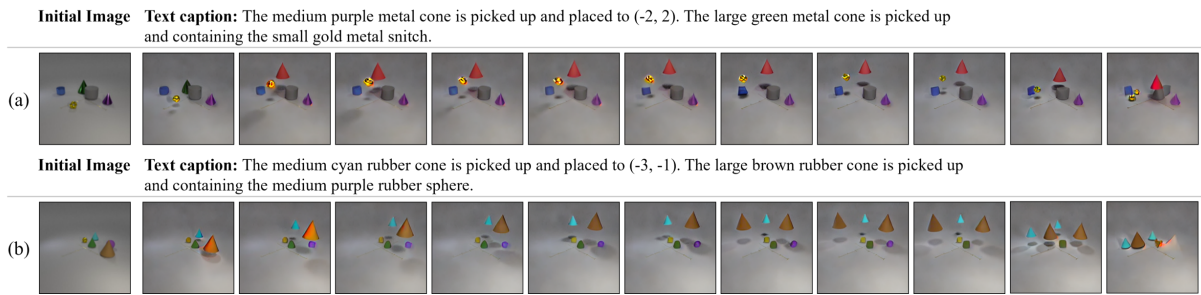 Initial Image Text caption: The medium purple metal cone is picked up and placed to (-2, 2). The large green metal cone is picked up
and containing the small gold metal snitch.
(a)
Initial Image Text caption: The medium cyan rubber cone is picked up and placed to (-3, -1). The large brown rubber cone is picked up
and containing the medium purple rubber sphere.
(b)